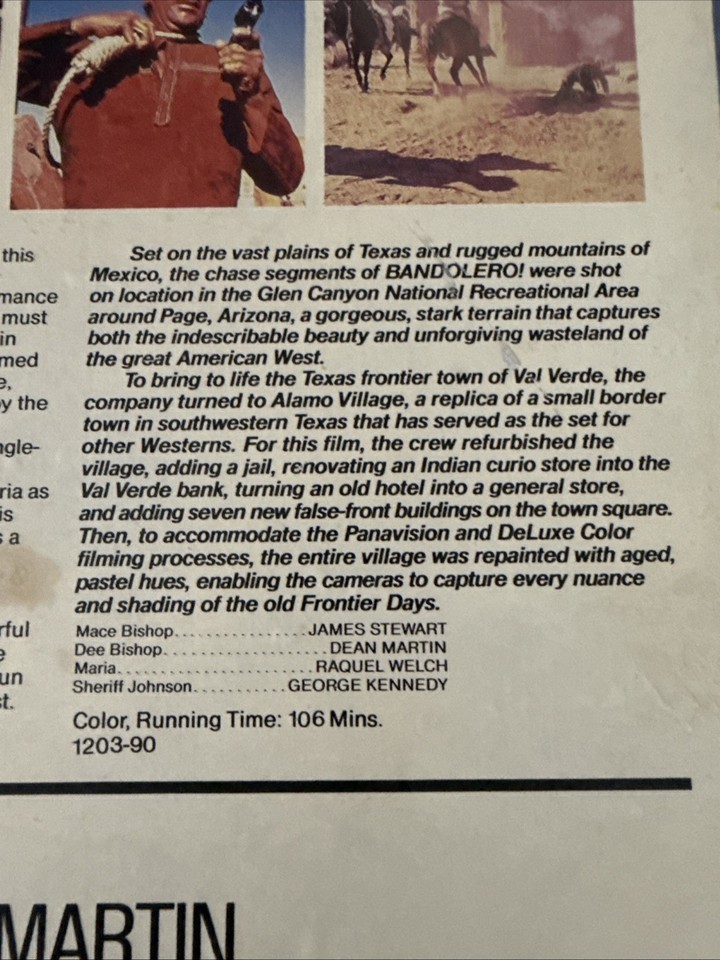 this
mance
must
in
med
e,
y the
ngle-
ria as
is
s a
rful
e
un
st.
Set on the vast plains of Texas and rugged mountains of
Mexico, the chase segments of BANDOLERO! were shot
on location in the Glen Canyon National Recreational Area
around Page, Arizona, a gorgeous, stark terrain that captures
both the indescribable beauty and unforgiving wasteland of
the great American West.
To bring to life the Texas frontier town of Val Verde, the
company turned to Alamo Village, a replica of a small border
town in southwestern Texas that has served as the set for
other Westerns. For this film, the crew refurbished the
village, adding a jail, renovating an Indian curio store into the
Val Verde bank, turning an old hotel into a general store,
and adding seven new false-front buildings on the town square.
Then, to accommodate the Panavision and DeLuxe Color
filming processes, the entire village was repainted with aged,
pastel hues, enabling the cameras to capture every nuance
and shading of the old Frontier Days.
Mace Bishop................JAMES STEWART
Dee Bishop....................DEAN MARTIN
Maria........................RAQUEL WELCH
Sheriff Johnson...........GEORGE KENNEDY
Color, Running Time: 106 Mins.
1203-90
MARTIN